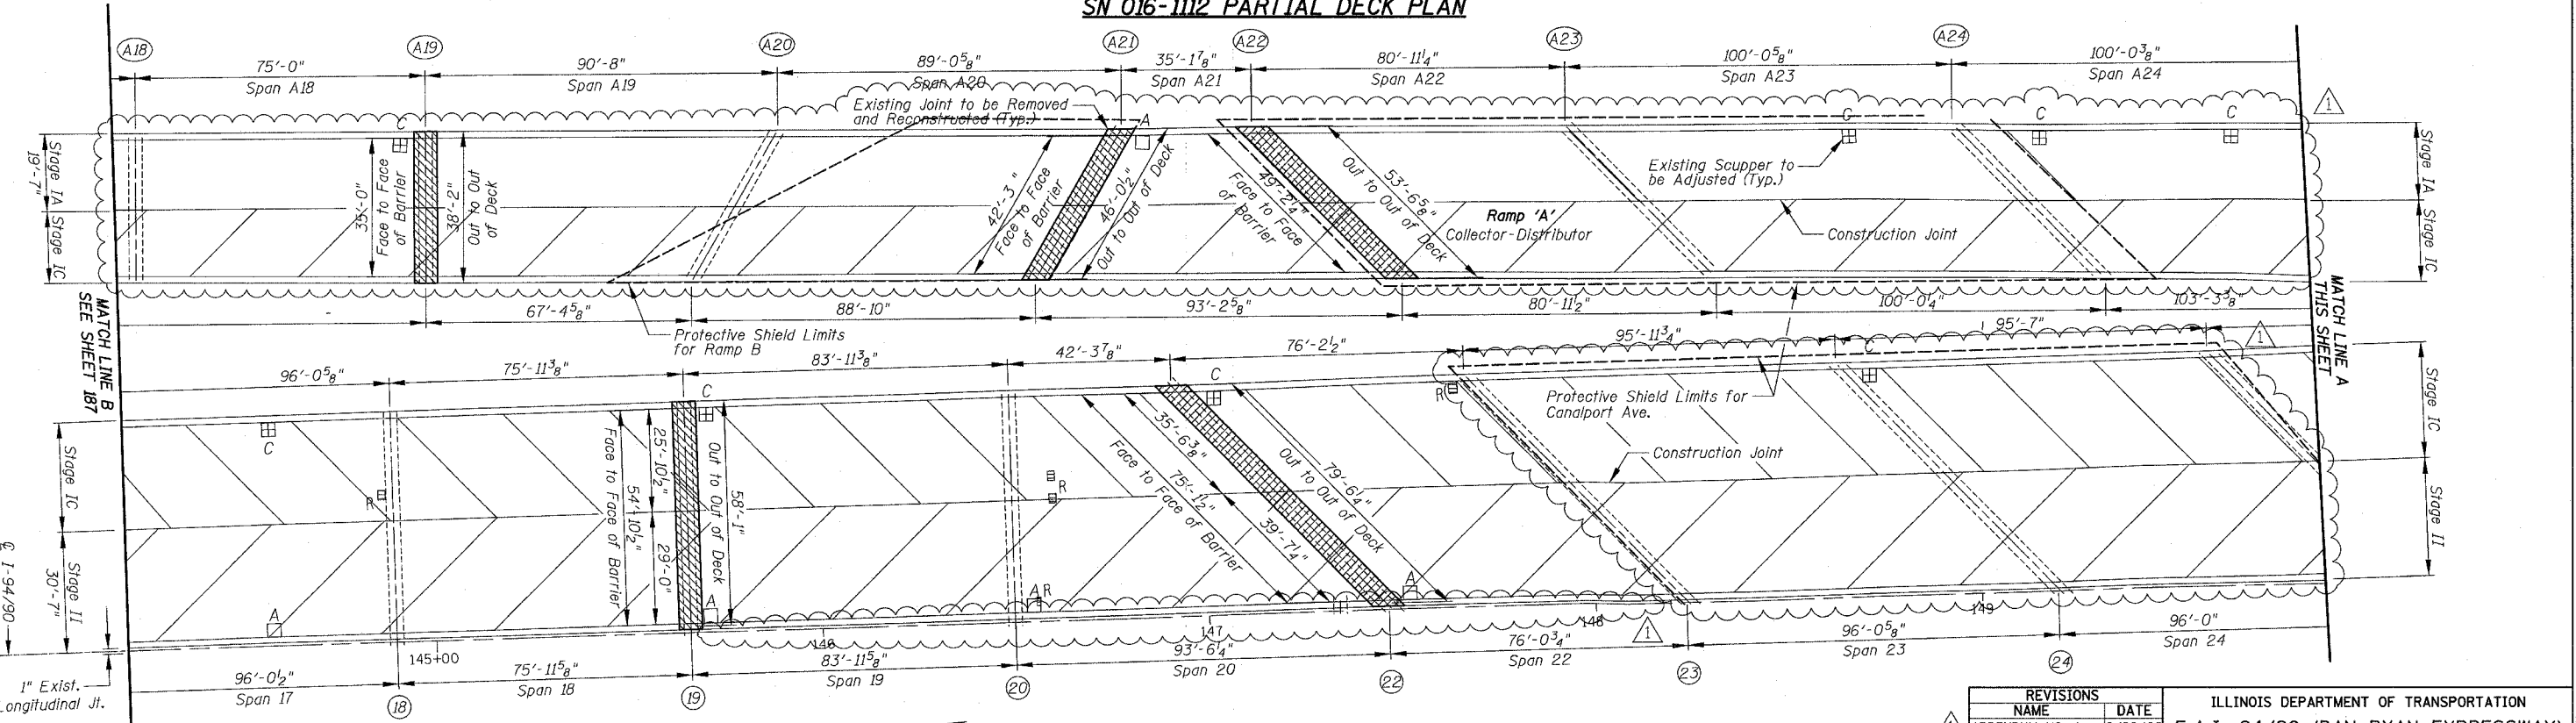 SN 016-1112 PARTIAL DECK PLAN
A18
A19
A20
A21
A22
A23
A24
75'-0"
Span A18
90'-8"
Span A19
89'-0⅝"
Span A20
35'-1⅞"
Span A21
80'-11¼"
Span A22
100'-0⅝"
Span A23
100'-0⅜"
Span A24
1
Existing Joint to be Removed
and Reconstructed (Typ.)
C
A
C
C
C
Stage IA
19'-7"
Stage IC
35'-0"
Face to Face
of Barrier
38'-2"
Out to Out
of Deck
42'-3"
Face to Face
of Barrier
46'-0½"
Out to Out of Deck
49'-2¼"
Face to Face
of Barrier
53'-6⅝"
Out to Out of Deck
Existing Scupper to
be Adjusted (Typ.)
Ramp 'A'
Collector-Distributor
Construction Joint
Stage IA
Stage IC
MATCH LINE B
SEE SHEET 187
MATCH LINE A
THIS SHEET
67'-4⅝"
88'-10"
93'-2⅝"
80'-11½"
100'-0¼"
103'-3⅜"
Protective Shield Limits
for Ramp B
96'-0⅝"
75'-11⅜"
83'-11⅜"
42'-3⅞"
76'-2½"
95'-11¾"
95'-7"
1
C
R
C
C
R
C
R
Protective Shield Limits for
Canalport Ave.
Construction Joint
Stage IC
Stage II
30'-7"
Face to Face of Barrier
54'-10½"
25'-10½"
29'-0"
Out to Out of Deck
58'-1"
35'-6⅜"
75'-1½"
Face to Face of Barrier
39'-7¼"
79'-6¼"
Out to Out of Deck
Stage IC
Stage II
A
A
A
R
A
℄ I-94/90
1" Exist.
Longitudinal Jt.
145+00
146
147
148
149
1
96'-0½"
Span 17
75'-11⅝"
Span 18
83'-11⅝"
Span 19
93'-6¼"
Span 20
76'-0¾"
Span 22
96'-0⅝"
Span 23
96'-0"
Span 24
18
19
20
22
23
24
REVISIONS
NAME DATE
ILLINOIS DEPARTMENT OF TRANSPORTATION